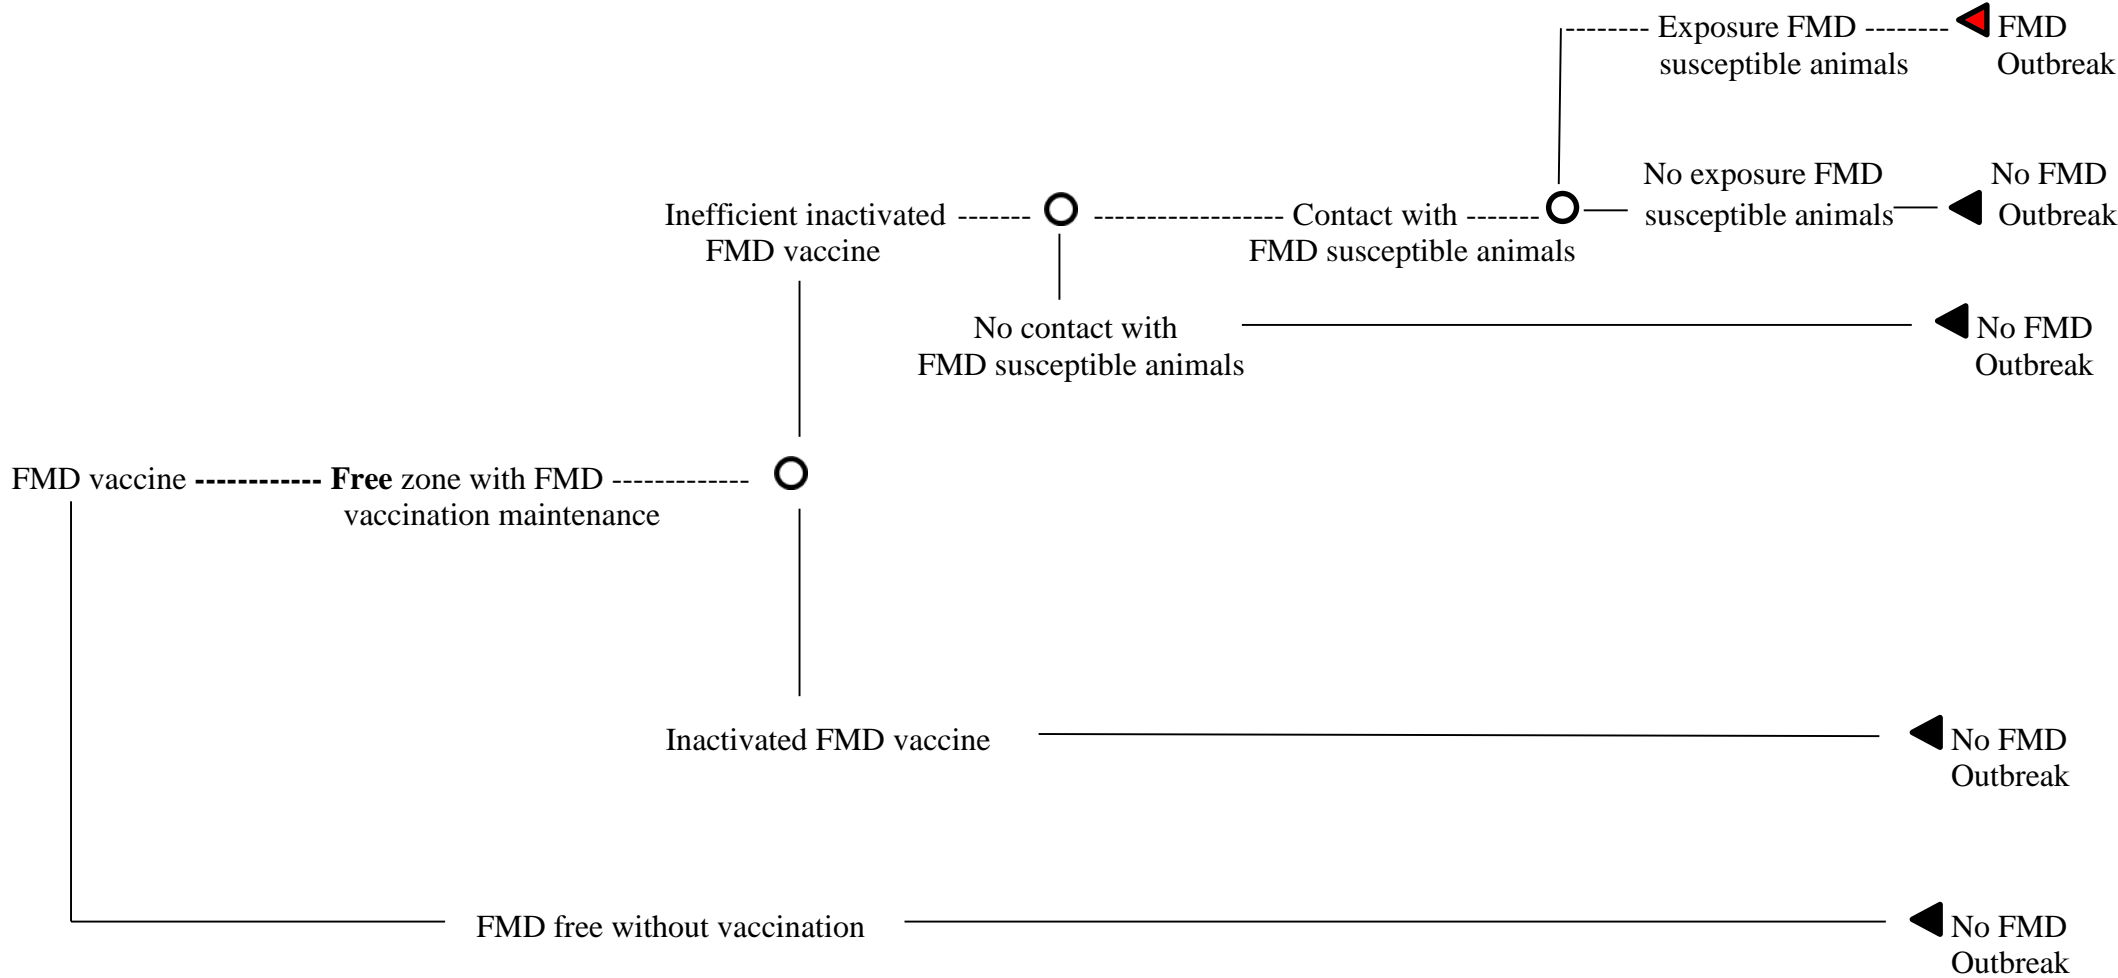 Exposure FMD
susceptible animals
FMD
Outbreak
No exposure FMD
susceptible animals
No FMD
Outbreak
Inefficient inactivated
FMD vaccine
Contact with
FMD susceptible animals
No contact with
FMD susceptible animals
No FMD
Outbreak
FMD vaccine
Free zone with FMD
vaccination maintenance
Inactivated FMD vaccine
No FMD
Outbreak
FMD free without vaccination
No FMD
Outbreak